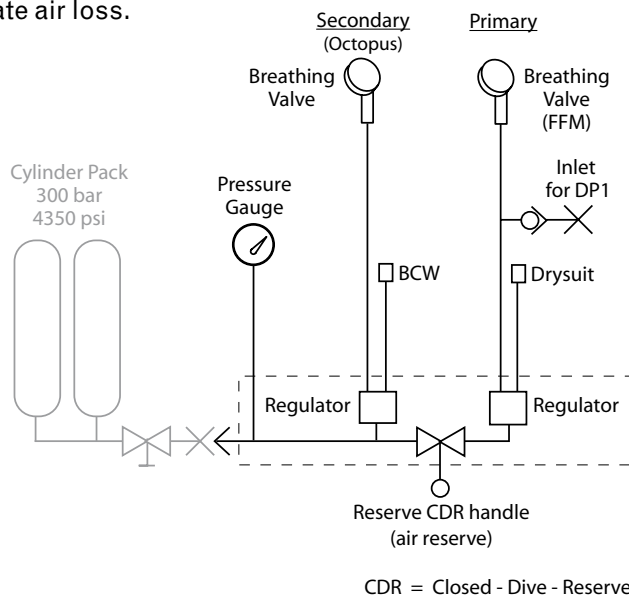 ate air loss.
Secondary
(Octopus)
Primary
Breathing
Valve
Breathing
Valve
(FFM)
Cylinder Pack
300 bar
4350 psi
Pressure
Gauge
Inlet
for DP1
BCW
Drysuit
Regulator
Regulator
Reserve CDR handle
(air reserve)
CDR = Closed - Dive - Reserve